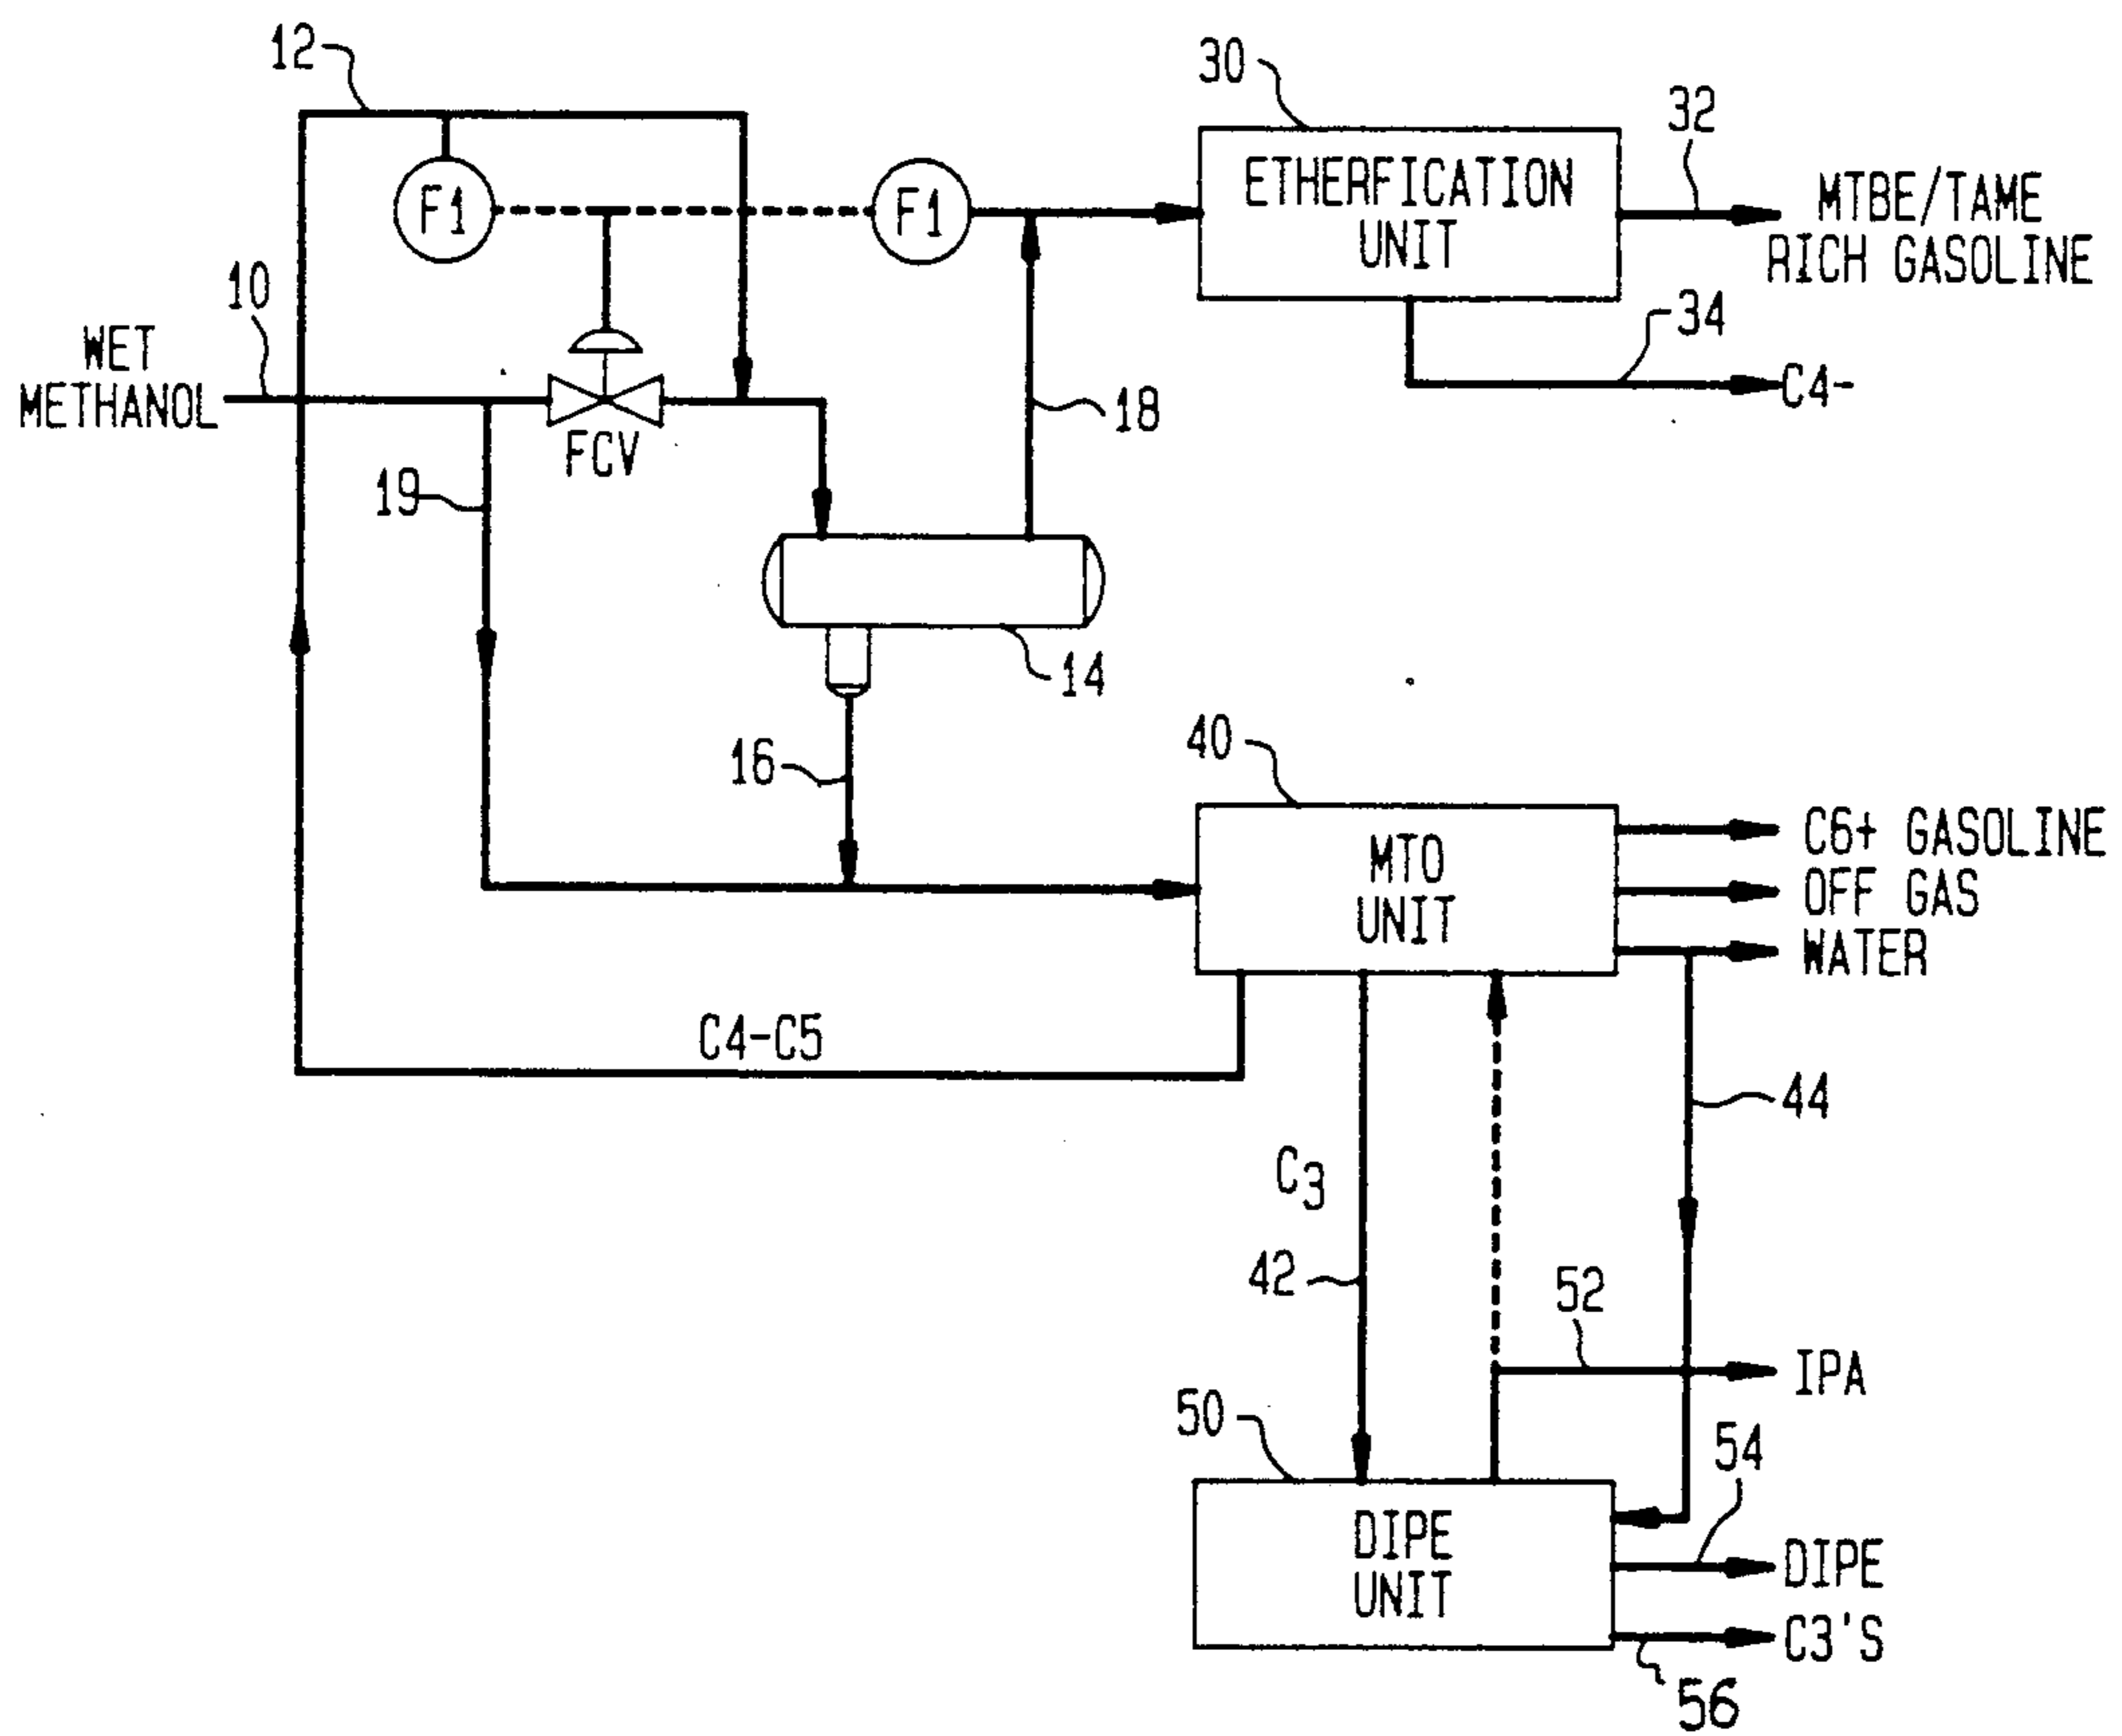 12
30
32
F1
F1
ETHERFICATION
UNIT
MTBE/TAME
RICH GASOLINE
10
WET
METHANOL
34
C4-
18
FCV
19
14
16
40
MTO
UNIT
C6+ GASOLINE
OFF GAS
WATER
C4-C5
44
C3
42
52
IPA
50
54
DIPE
UNIT
DIPE
C3'S
56